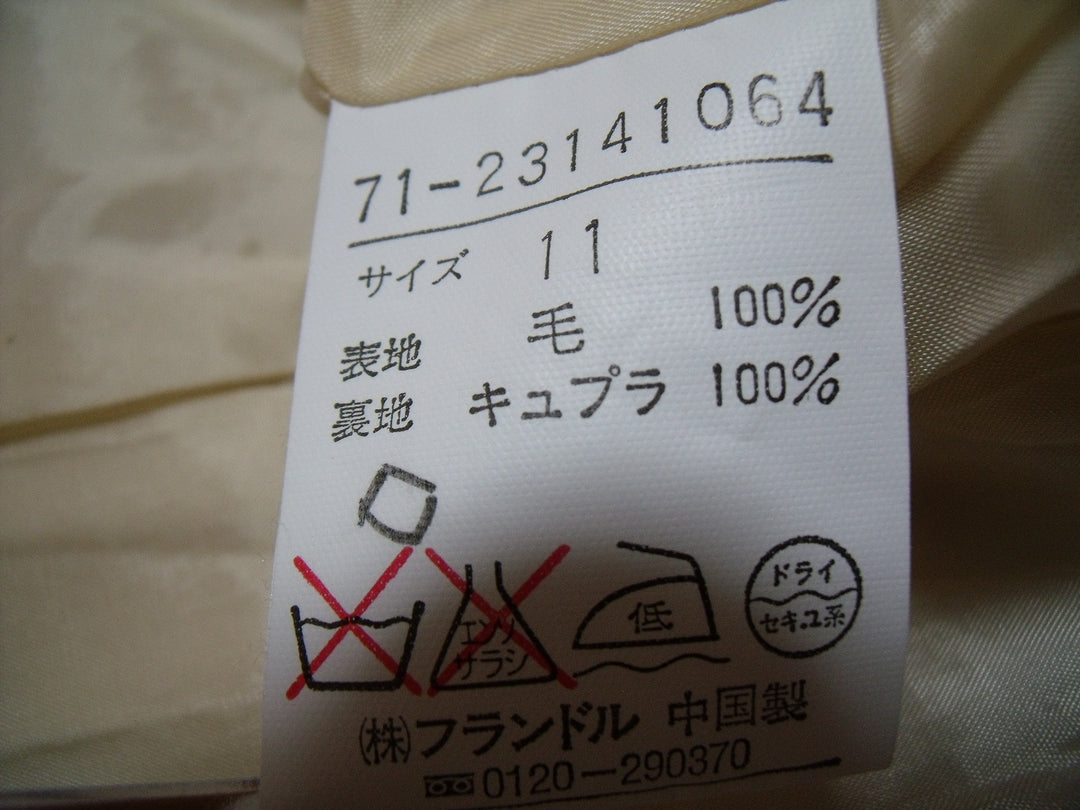 71-23141064
サイズ 11
表地 毛 100%
裏地 キュプラ 100%
エンソサラシ 低 ドライ セキユ系
(株)フランドル 中国製
0120-290370